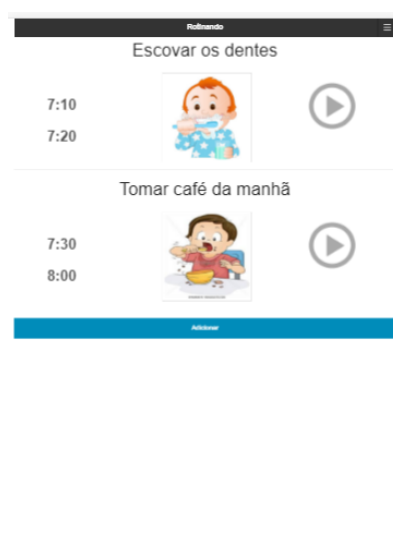 Rotinando
Escovar os dentes
7:10
7:20
Tomar café da manhã
7:30
8:00
Adicionar